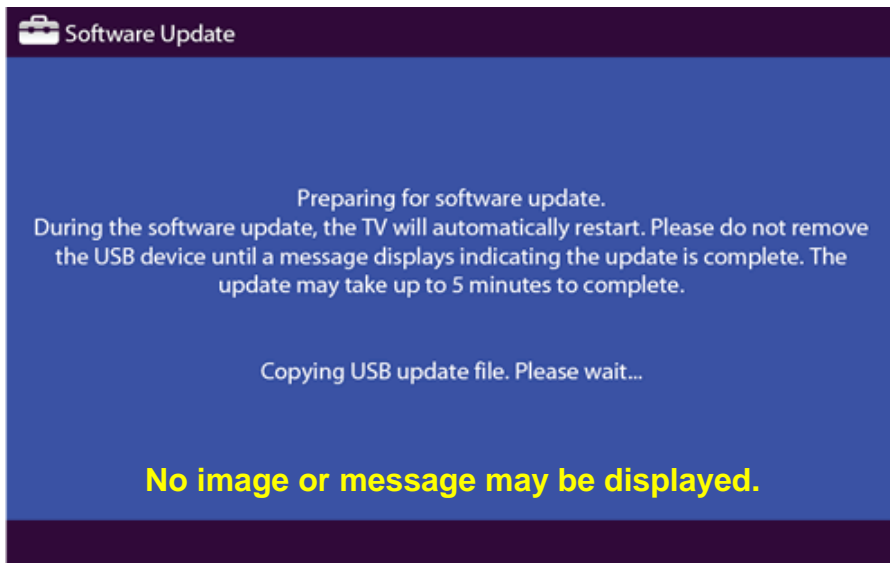 Software Update
Preparing for software update.
During the software update, the TV will automatically restart. Please do not remove
the USB device until a message displays indicating the update is complete. The
update may take up to 5 minutes to complete.
Copying USB update file. Please wait...
No image or message may be displayed.